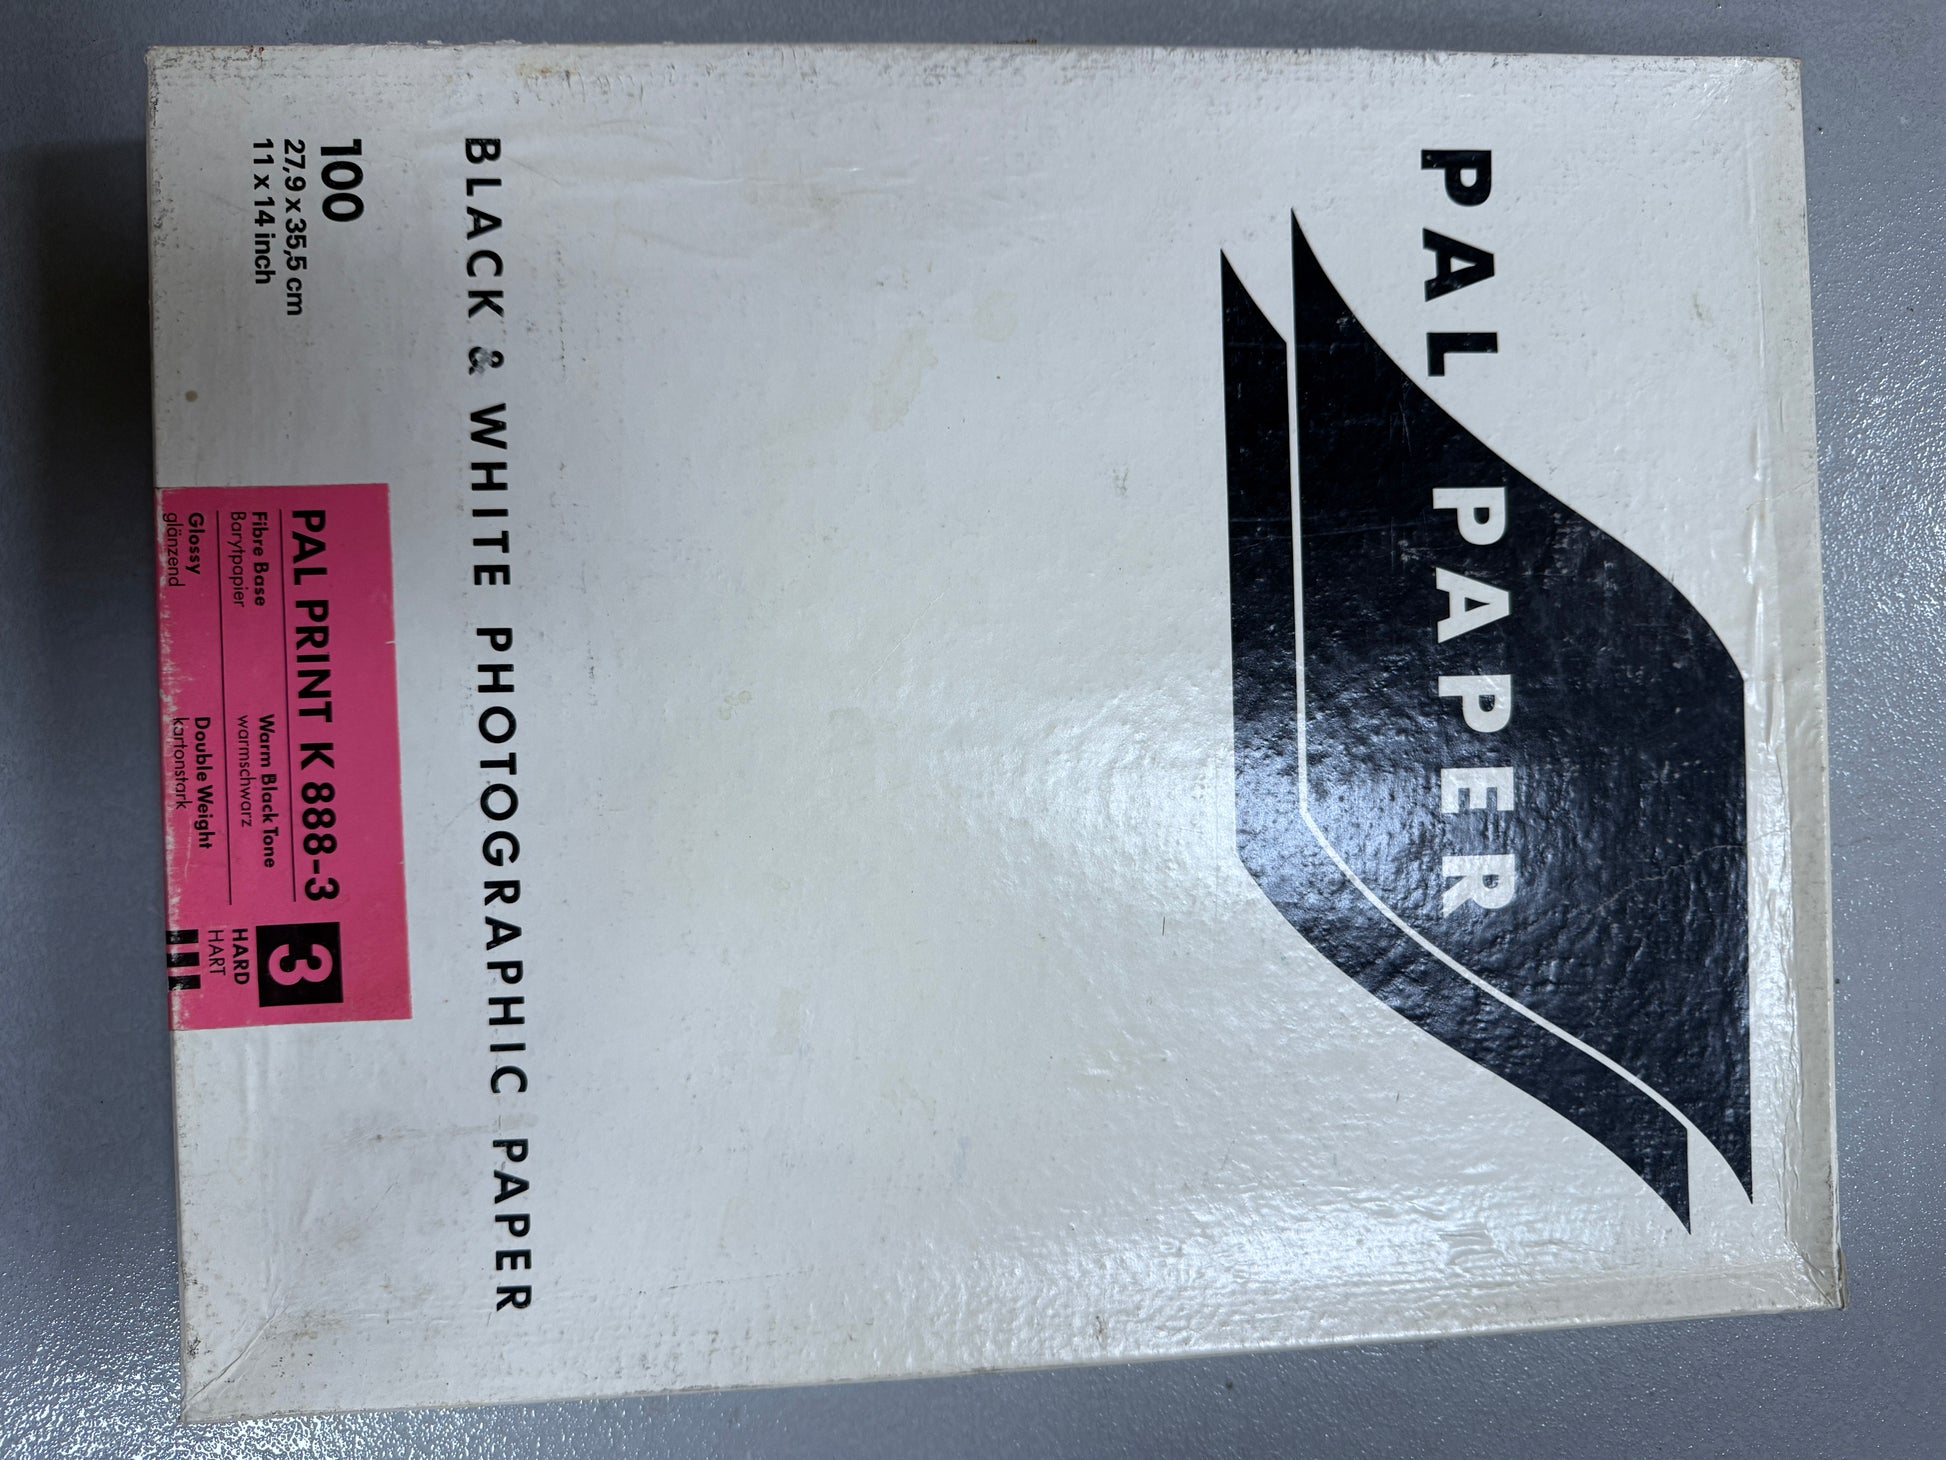 PAL PAPER
BLACK & WHITE PHOTOGRAPHIC PAPER
100
27,9 x 35,5 cm
11 x 14 inch
PAL PRINT K 888-3
Fibre Base
Barytpapier
Warm Black Tone
warmschwarz
Glossy
glänzend
Double Weight
kartonstark
3
HARD
HART